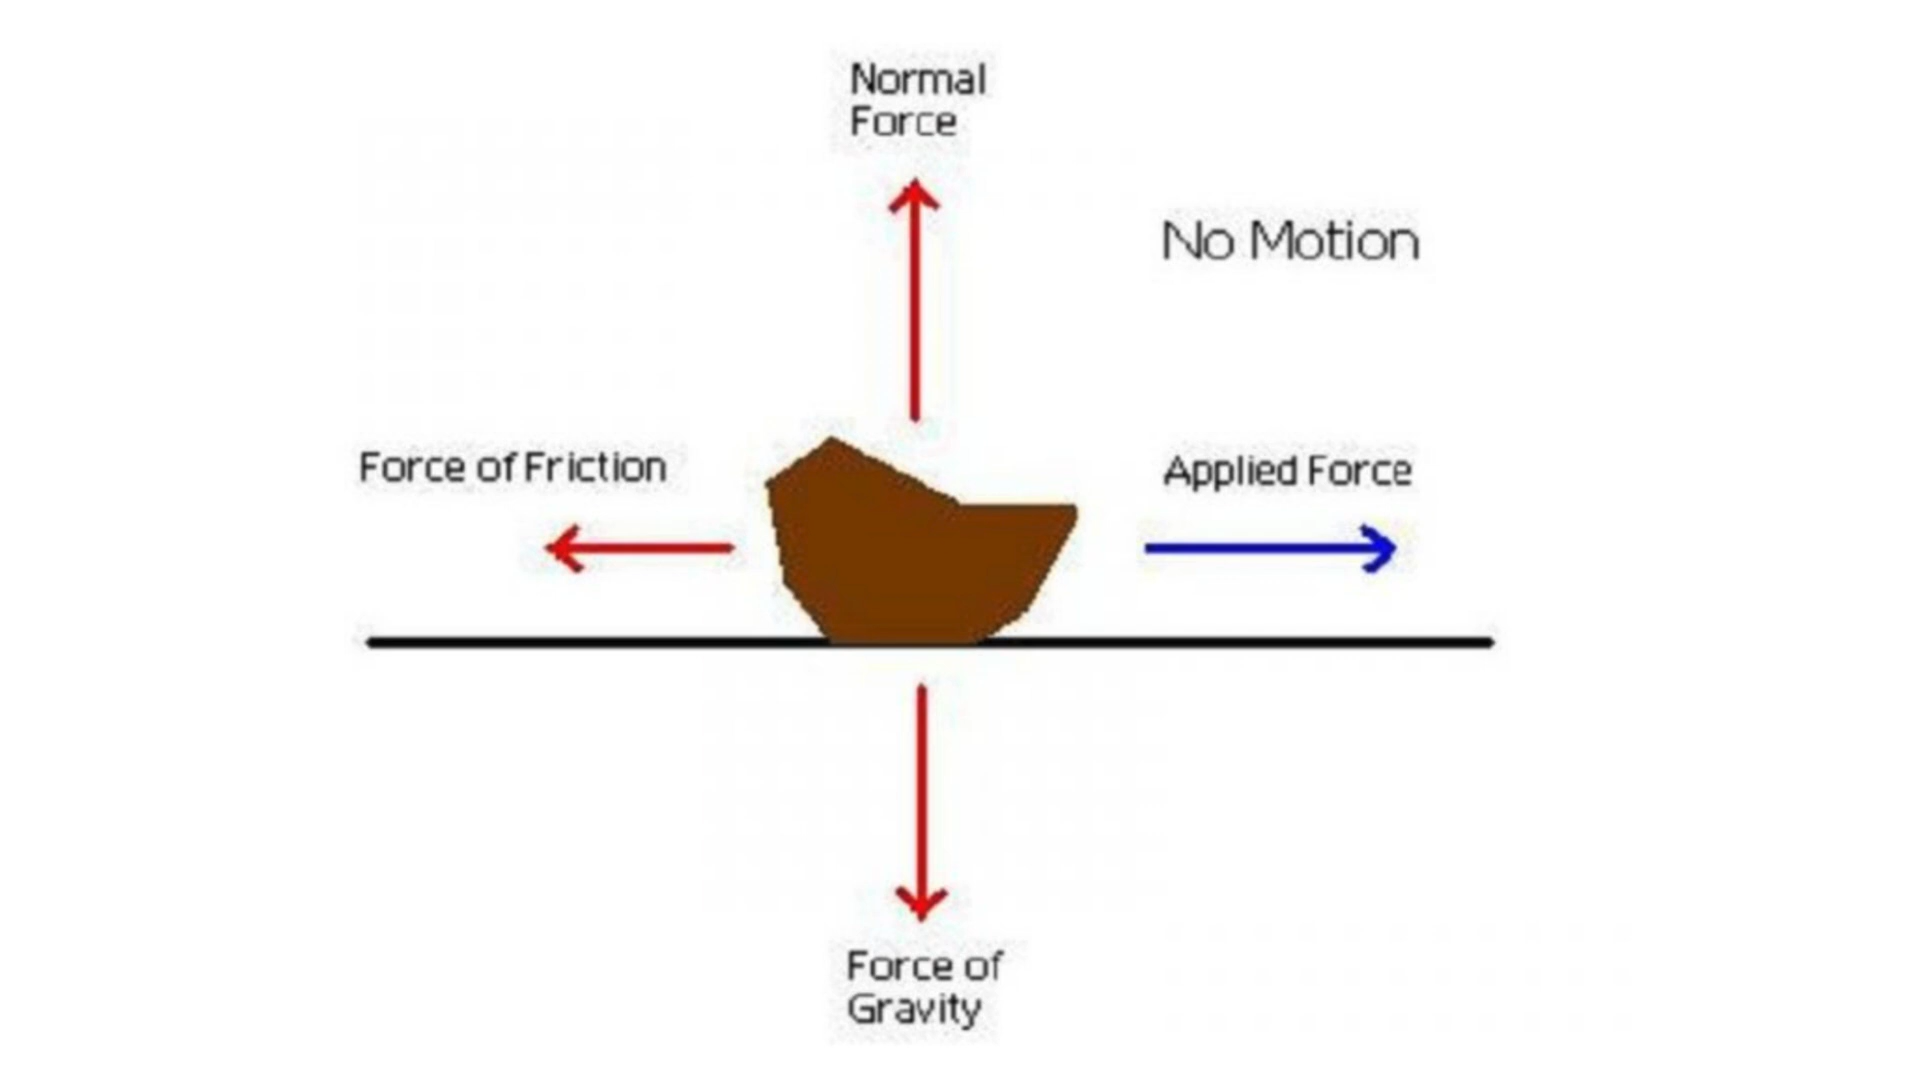 Normal
Force
No Motion
Force of Friction
Applied Force
Force of
Gravity